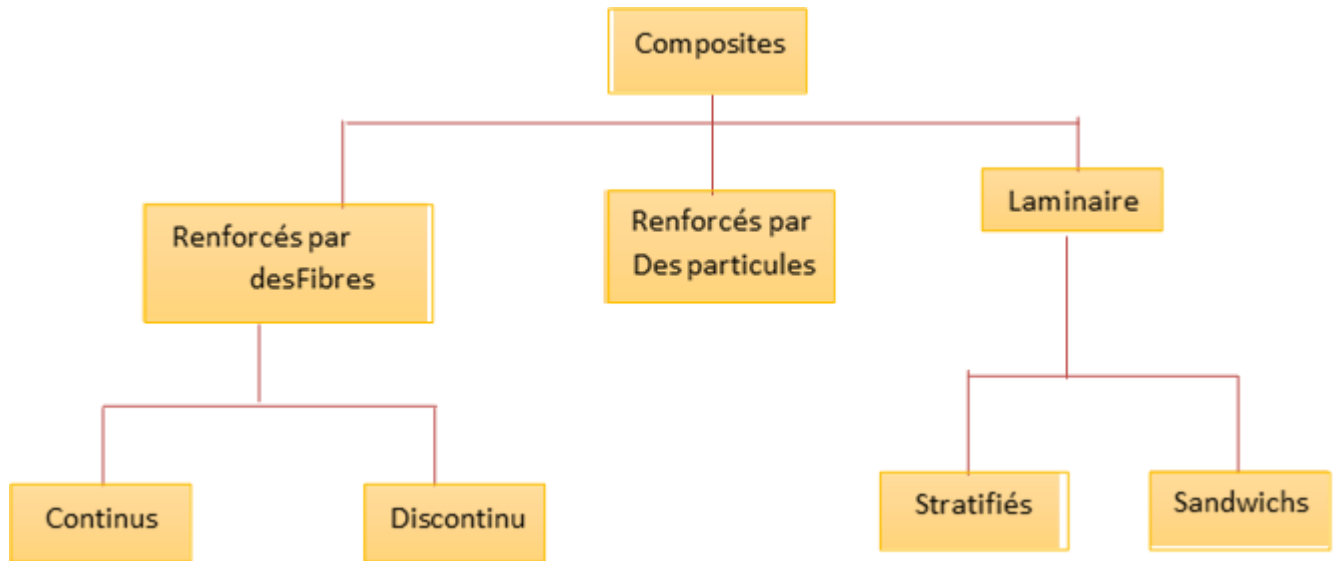 Composites
Renforcés par
desFibres
Renforcés par
Des particules
Laminaire
Continus
Discontinu
Stratifiés
Sandwichs